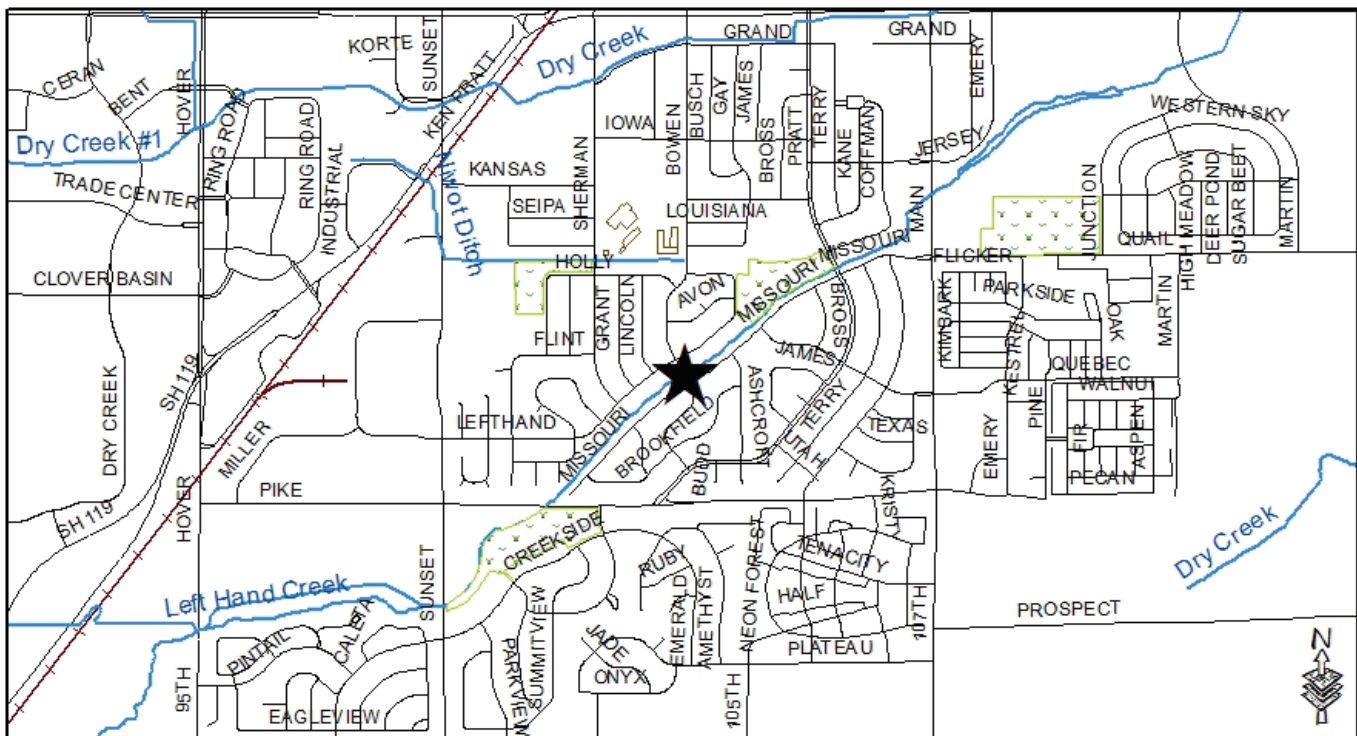 GRAND
GRAND
KORTE
SUNSET
Dry Creek
EMERY
CERAN
BENT
HOVER
KEN PRATT
BUSCH
GAY
JAMES
WESTERN SKY
RING ROAD
RING ROAD
IOWA
BOWEN
BROSS
PRATT
TERRY
KANE
COFFMAN
JERSEY
Dry Creek #1
INDUSTRIAL
Niwot Ditch
KANSAS
SHERMAN
TRADE CENTER
SEIPA
LOUISIANA
MAIN
JUNCTION
HIGH MEADOW
DEER POND
SUGAR BEET
MARTIN
QUAIL
MISSOURI
FLICKER
HOLLY
CLOVER BASIN
AVON
MISSOURI
BROSS
PARKSIDE
MARTIN
FLINT
GRANT
LINCOLN
KIMBARK
KESTREL
OAK
JAMES
QUEBEC
WALNUT
SH 119
DRY CREEK
MILLER
LEFTHAND
MISSOURI
BROOKFIELD
ASHCROFT
TERRY
UTAH
TEXAS
EMERY
PINE
FIR
ASPEN
PECAN
BUDD
PIKE
KRISTY
SH 119
HOVER
CREEKSIDE
Dry Creek
SUNSET
RUBY
NEON FOREST
TENACITY
Left Hand Creek
EMERALD
AMETHYST
HALF
107TH
PROSPECT
PINTAIL
CALETA
PARKVIEW
SUMMITVIEW
JADE
ONYX
PLATEAU
N
95TH
EAGLEVIEW
105TH